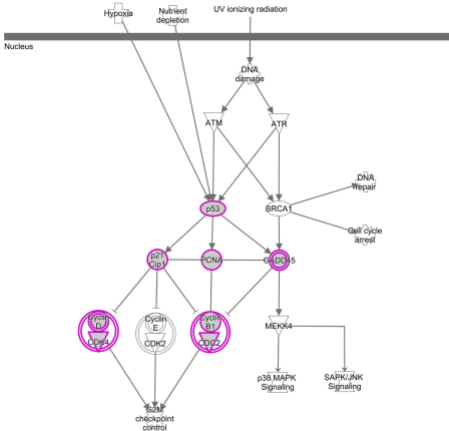 Hypoxia
Nutrient
depletion
UV ionizing radiation
Nucleus
DNA
damage
ATM
ATR
DNA
repair
p53
BRCA1
Cell cycle
arrest
p21
Cip1
PCNA
GADD45
Cyclin
D
CDK4
Cyclin
E
CDK2
Cyclin
B1
CDC2
MEKK4
p38 MAPK
Signaling
SAPK/JNK
Signaling
G2M
checkpoint
control